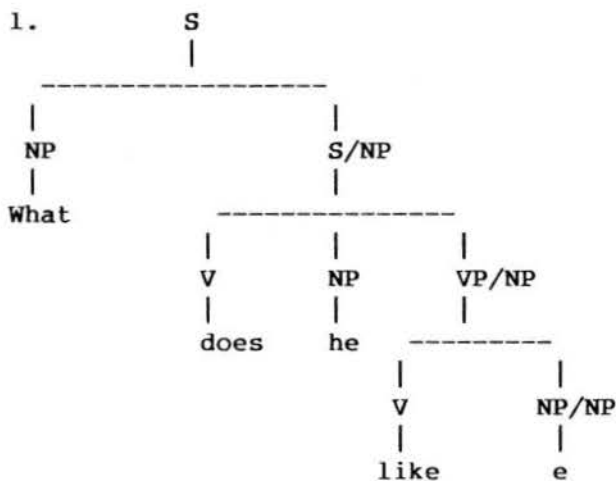 1. S
NP S/NP
What
V NP VP/NP
does he
V NP/NP
like e